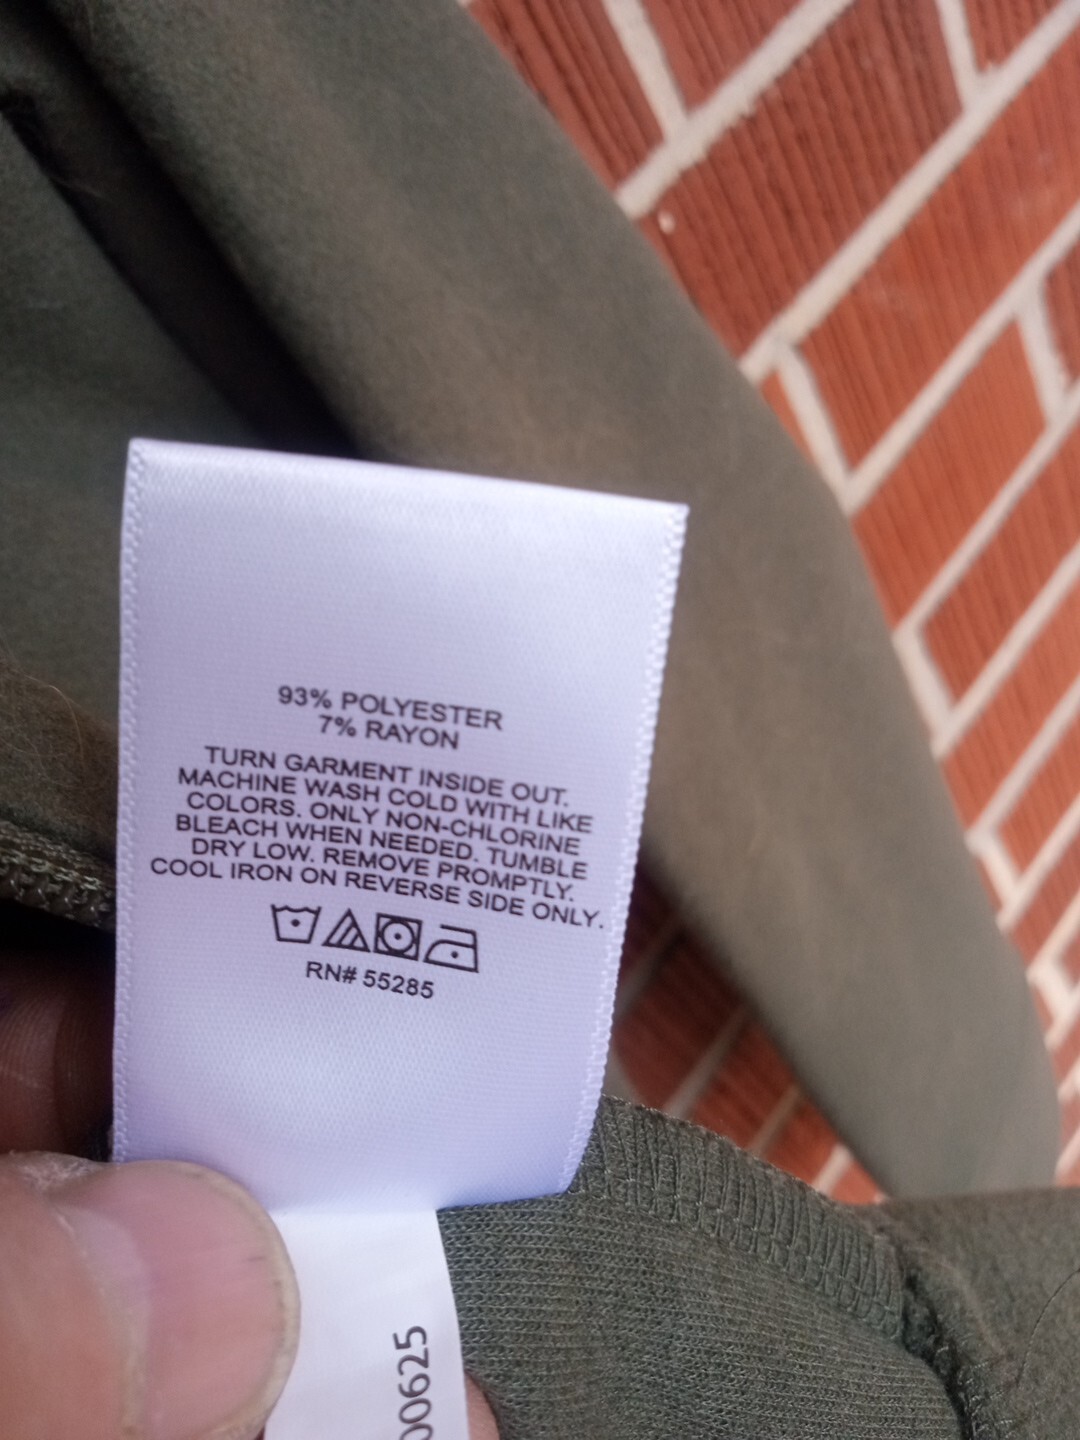 93% POLYESTER
7% RAYON
TURN GARMENT INSIDE OUT.
MACHINE WASH COLD WITH LIKE
COLORS. ONLY NON-CHLORINE
BLEACH WHEN NEEDED. TUMBLE
DRY LOW. REMOVE PROMPTLY.
COOL IRON ON REVERSE SIDE ONLY.
RN# 55285
00625